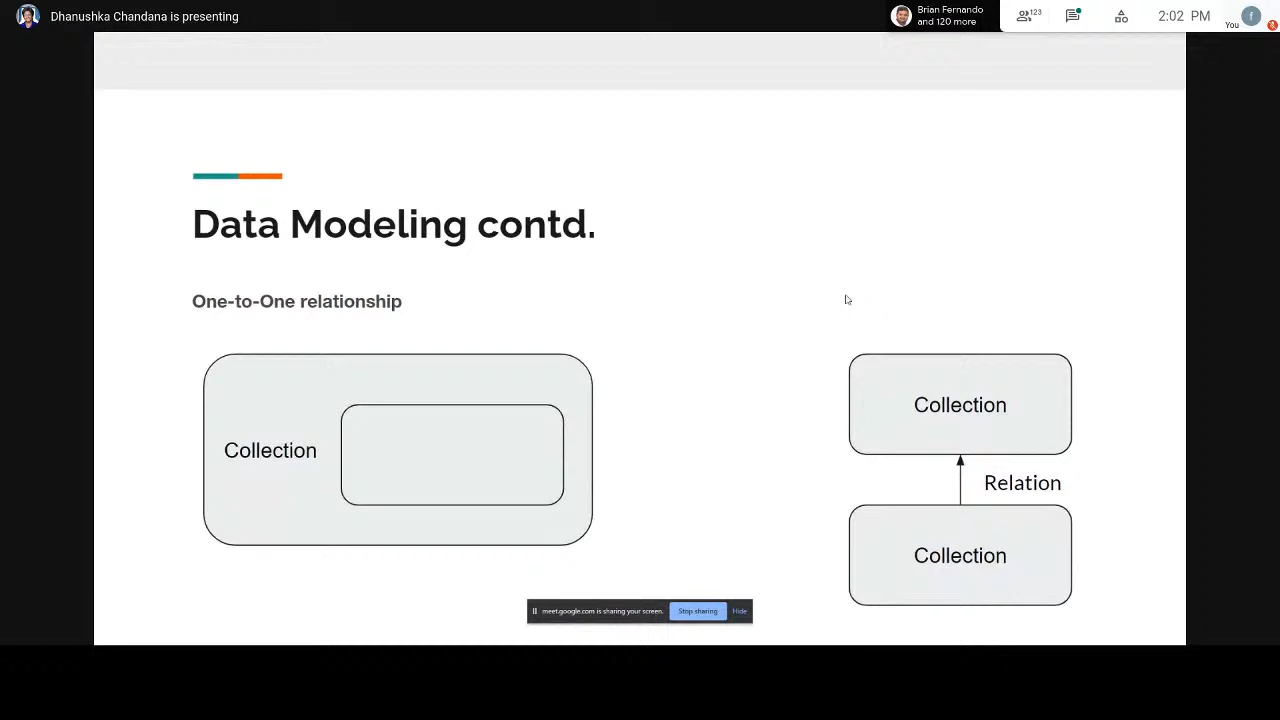 Dhanushka Chandana is presenting
Brian Fernando
and 120 more
123
2:02 PM
You
f
Data Modeling contd.
One-to-One relationship
Collection
Collection
Relation
Collection
meet.google.com is sharing your screen.
Stop sharing
Hide